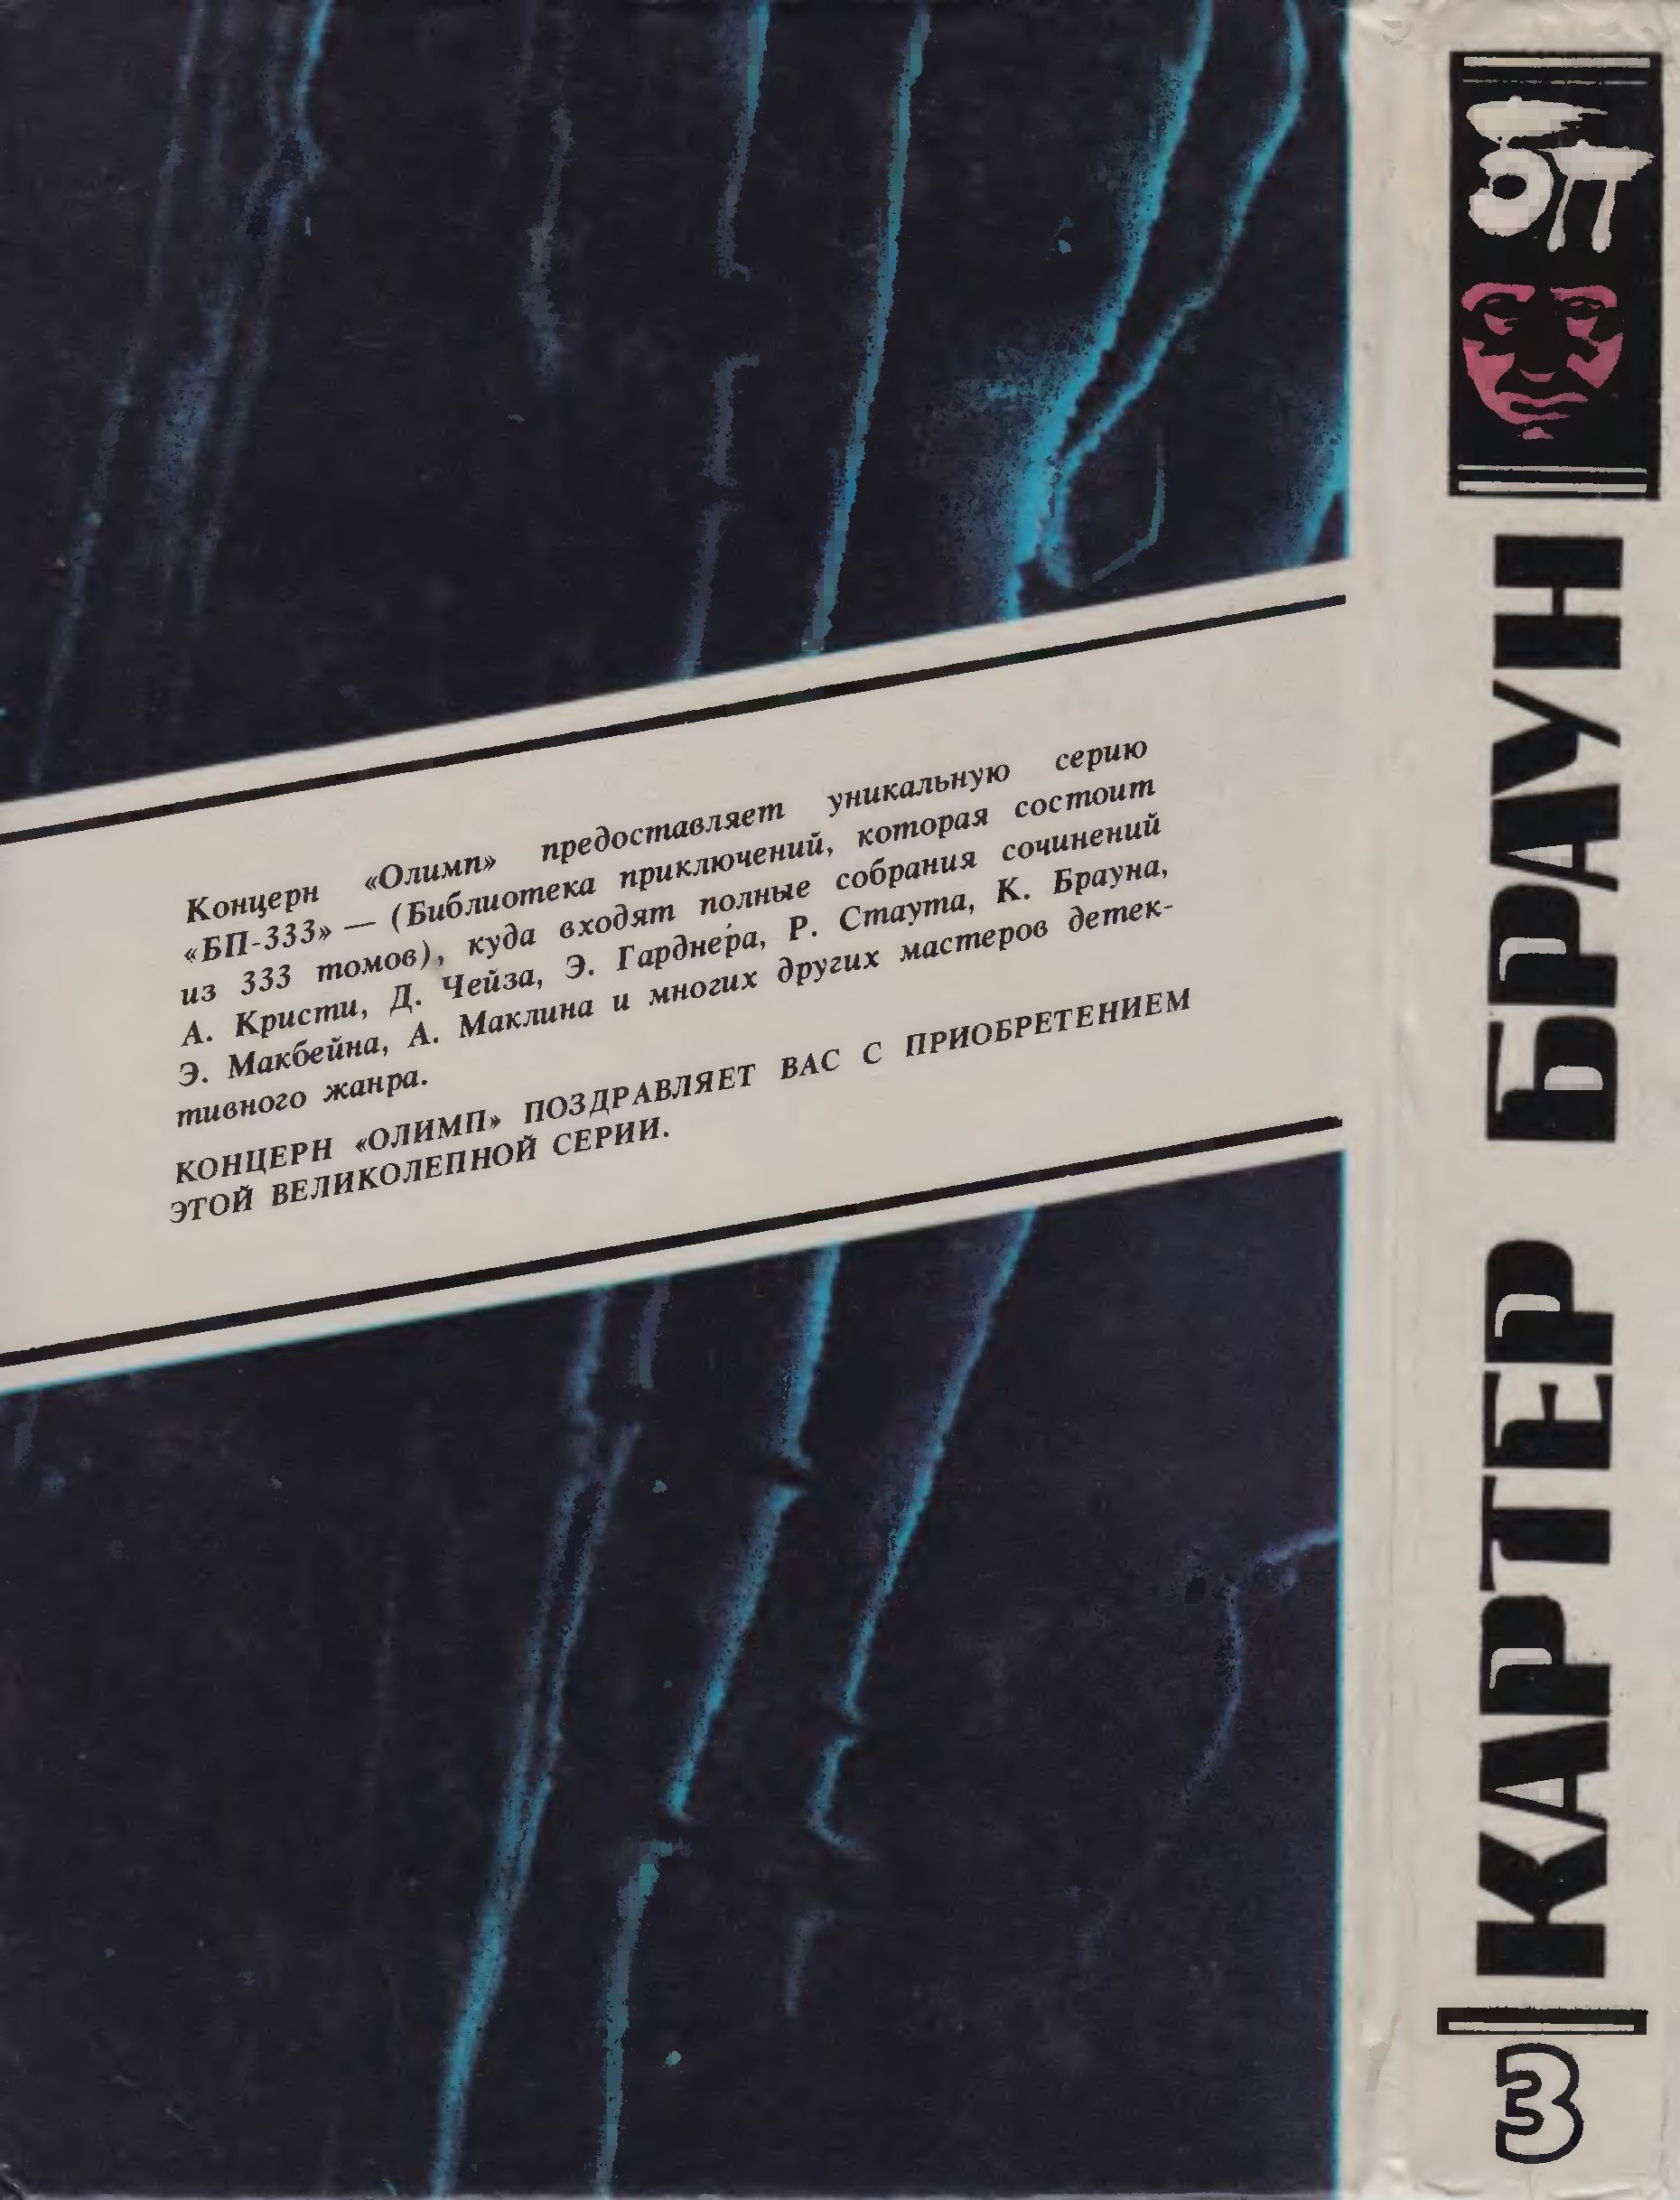 Концерн «Олимп» предоставляет уникальную серию
«БП-333» — (Библиотека приключений, которая состоит
из 333 томов), куда входят полные собрания сочинений
А. Кристи, Д. Чейза, Э. Гарднера, Р. Стаута, К. Брауна,
Э. Макбейна, А. Маклина и многих других мастеров детек-
тивного жанра.
КОНЦЕРН «ОЛИМП» ПОЗДРАВЛЯЕТ ВАС С ПРИОБРЕТЕНИЕМ
ЭТОЙ ВЕЛИКОЛЕПНОЙ СЕРИИ.
бп
КАРТЕР БРАУН
3